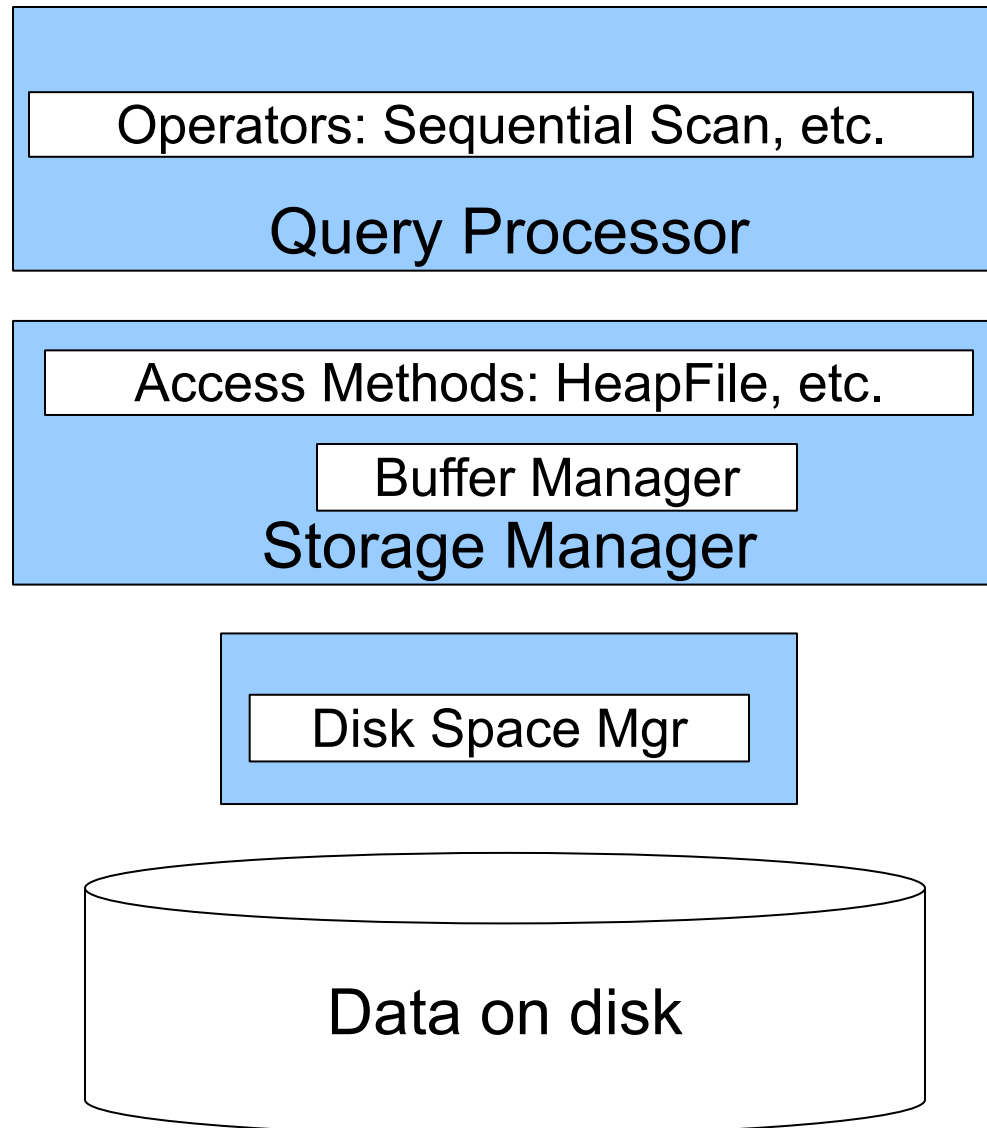 Operators: Sequential Scan, etc.
Query Processor
Access Methods: HeapFile, etc.
Buffer Manager
Storage Manager
Disk Space Mgr
Data on disk